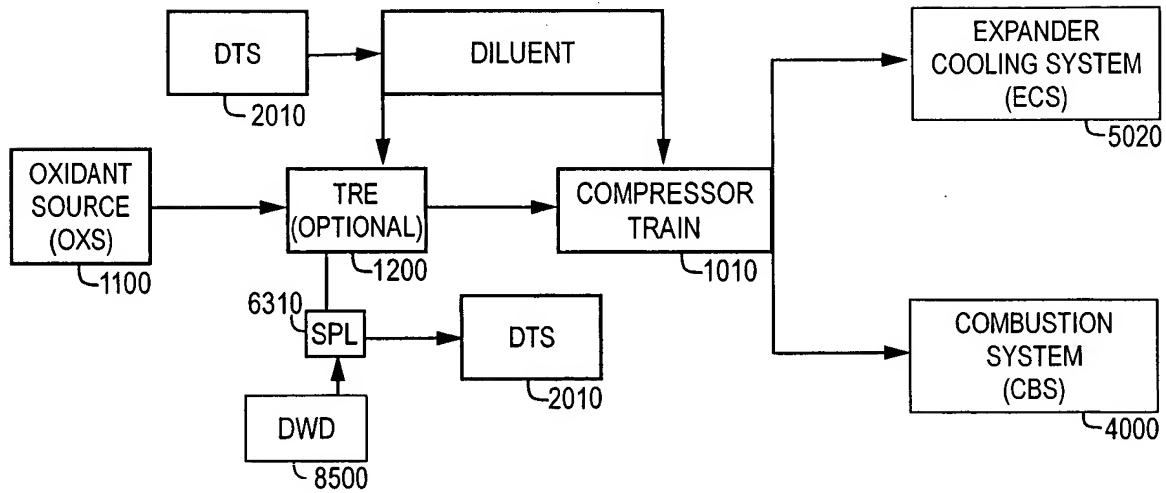 DTS
2010
DILUENT
EXPANDER
COOLING SYSTEM
(ECS)
5020
OXIDANT
SOURCE
(OXS)
1100
TRE
(OPTIONAL)
1200
COMPRESSOR
TRAIN
1010
6310
SPL
DTS
2010
DWD
8500
COMBUSTION
SYSTEM
(CBS)
4000